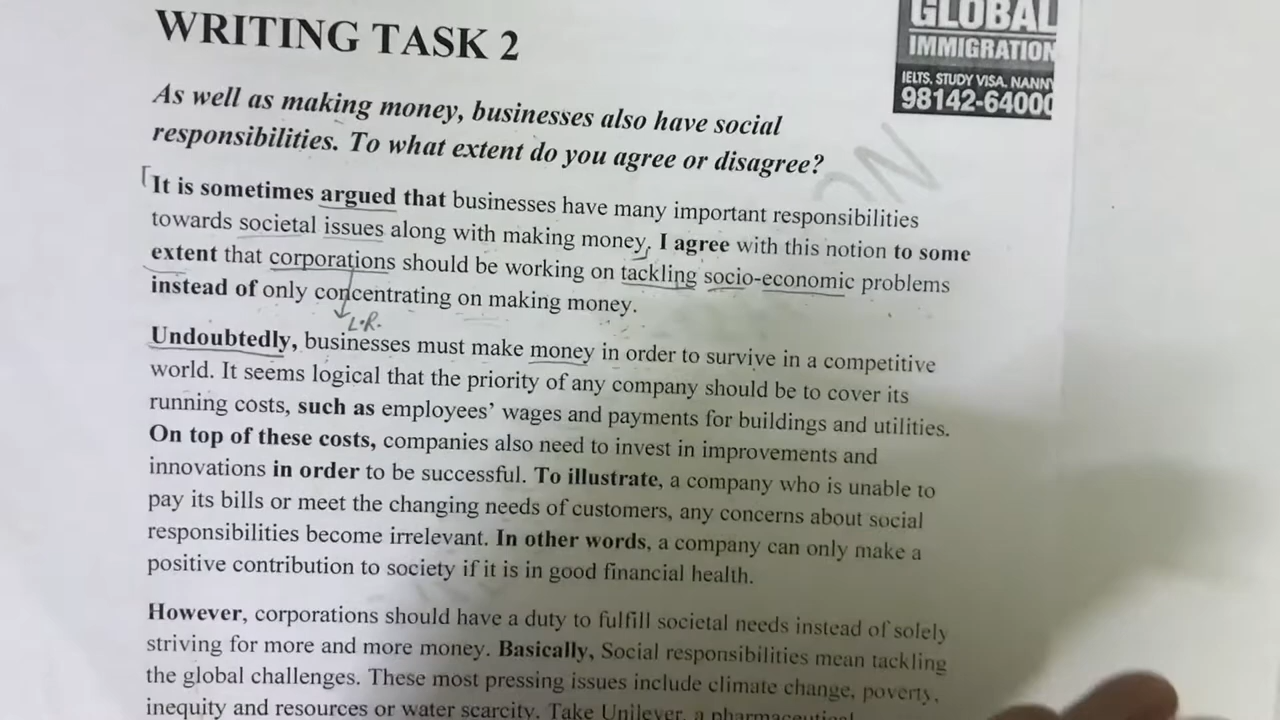 GLOBAL
IMMIGRATION
IELTS, STUDY VISA, NANNY
98142-64000
WRITING TASK 2
As well as making money, businesses also have social
responsibilities. To what extent do you agree or disagree?
It is sometimes argued that businesses have many important responsibilities
towards societal issues along with making money. I agree with this notion to some
extent that corporations should be working on tackling socio-economic problems
instead of only concentrating on making money.
L.R.
Undoubtedly, businesses must make money in order to survive in a competitive
world. It seems logical that the priority of any company should be to cover its
running costs, such as employees' wages and payments for buildings and utilities.
On top of these costs, companies also need to invest in improvements and
innovations in order to be successful. To illustrate, a company who is unable to
pay its bills or meet the changing needs of customers, any concerns about social
responsibilities become irrelevant. In other words, a company can only make a
positive contribution to society if it is in good financial health.
However, corporations should have a duty to fulfill societal needs instead of solely
striving for more and more money. Basically, Social responsibilities mean tackling
the global challenges. These most pressing issues include climate change, poverty,
inequity and resources or water scarcity. Take Unilever, a pharmaceutical